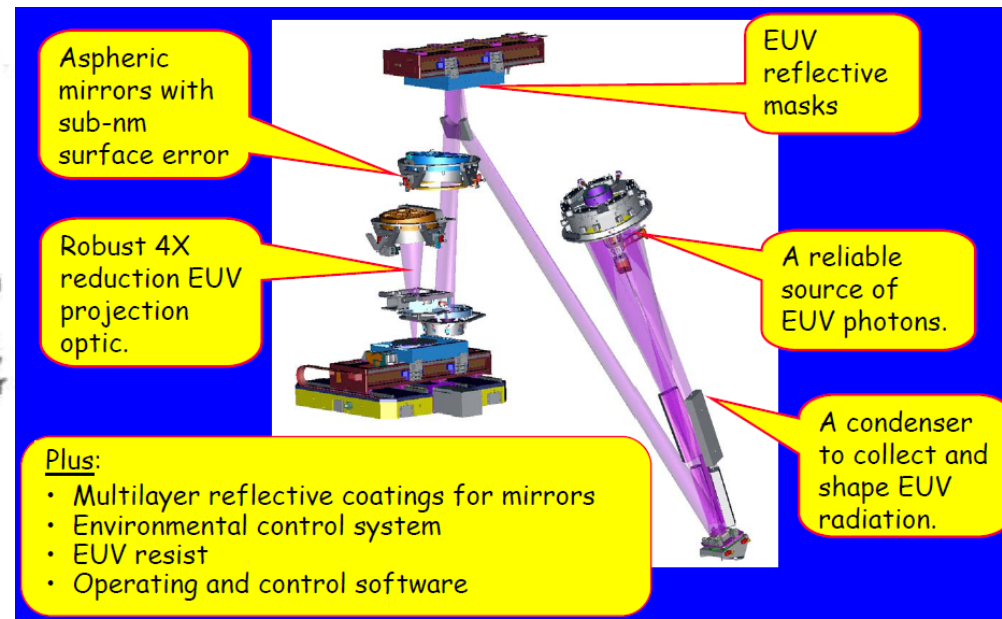 Aspheric
mirrors with
sub-nm
surface error
EUV
reflective
masks
Robust 4X
reduction EUV
projection
optic.
A reliable
source of
EUV photons.
A condenser
to collect and
shape EUV
radiation.
Plus:
• Multilayer reflective coatings for mirrors
• Environmental control system
• EUV resist
• Operating and control software